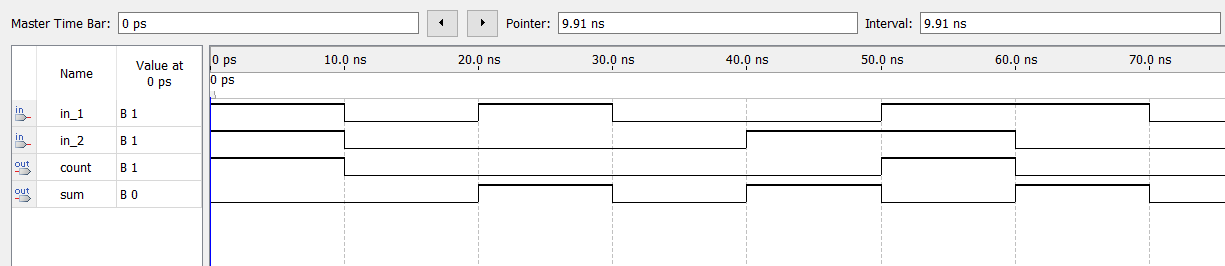 Master Time Bar: 0 ps Pointer: 9.91 ns Interval: 9.91 ns
Name Value at 0 ps
0 ps 10.0 ns 20.0 ns 30.0 ns 40.0 ns 50.0 ns 60.0 ns 70.0 ns
0 ps
in in_1 B 1
in in_2 B 1
out count B 1
out sum B 0